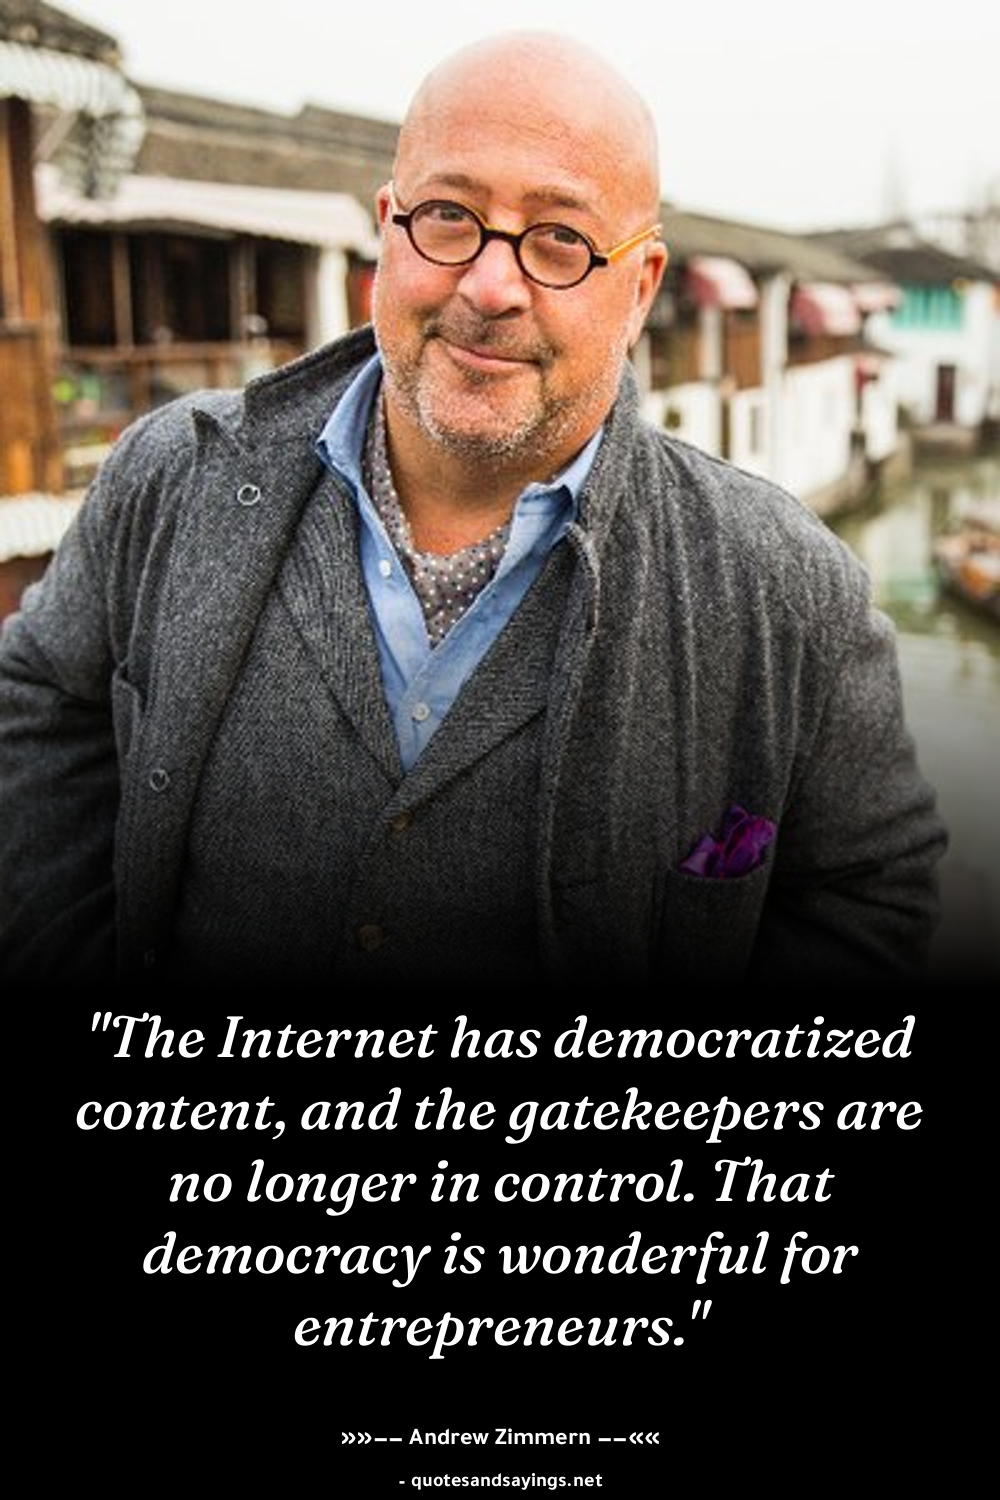 "The Internet has democratized
content, and the gatekeepers are
no longer in control. That
democracy is wonderful for
entrepreneurs."
»»−− Andrew Zimmern −−««
- quotesandsayings.net